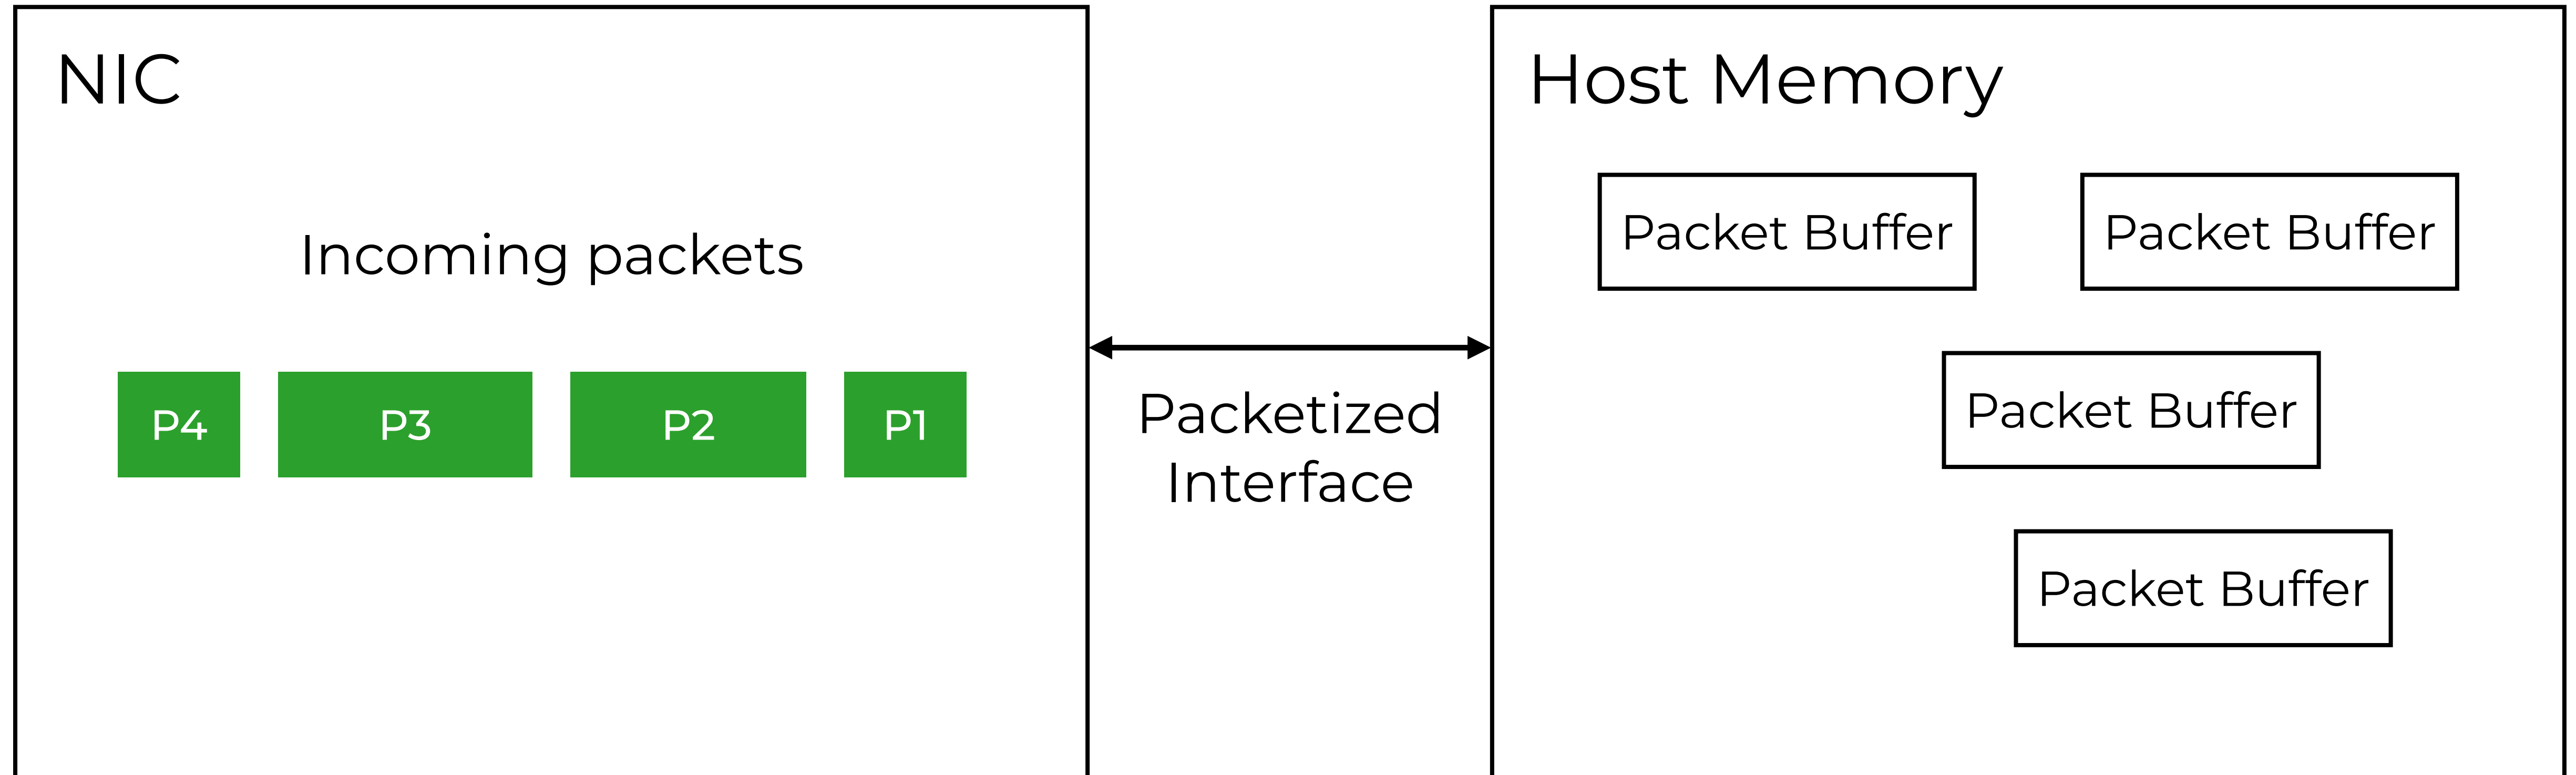 NIC
Incoming packets
P4 P3 P2 P1
Packetized
Interface
Host Memory
Packet Buffer
Packet Buffer
Packet Buffer
Packet Buffer